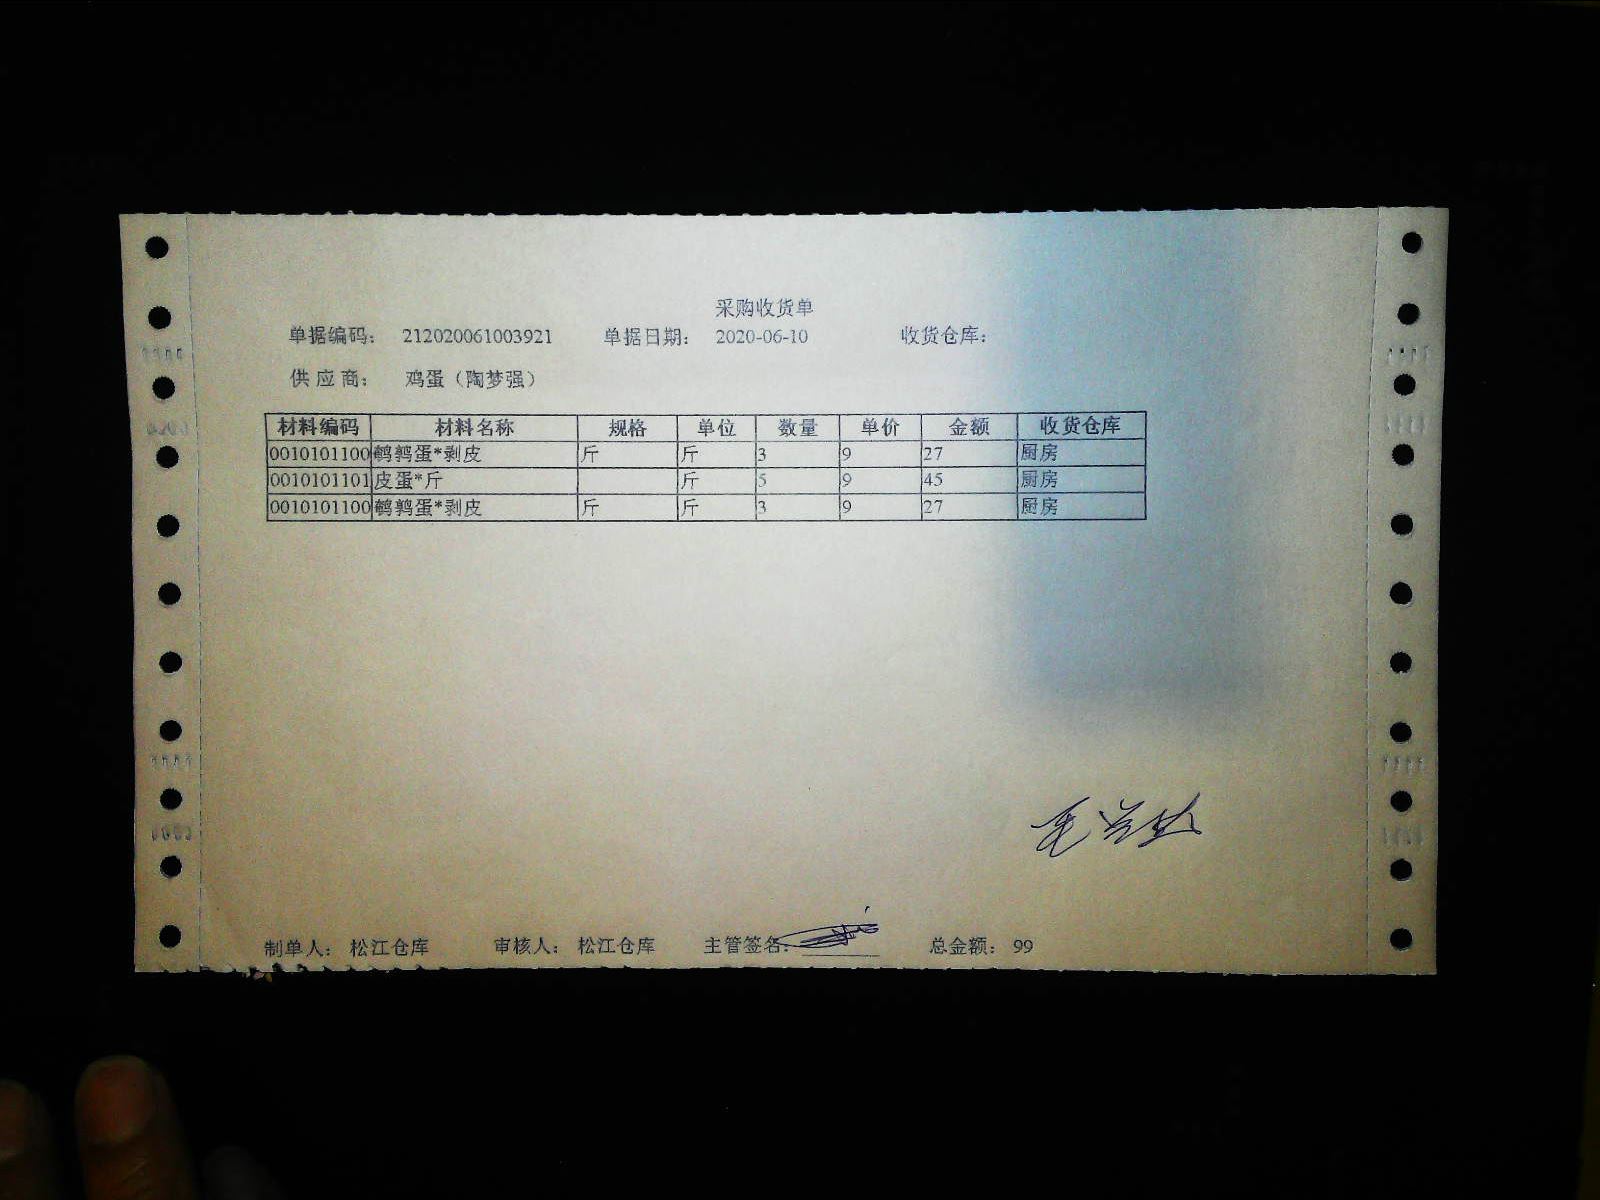 采购收货单
单据编码： 212020061003921 单据日期： 2020-06-10 收货仓库：
供应商： 鸡蛋（陶梦强）
材料编码 材料名称 规格 单位 数量 单价 金额 收货仓库
0010101100 鹌鹑蛋*剥皮 斤 斤 3 9 27 厨房
0010101101 皮蛋*斤 斤 5 9 45 厨房
0010101100 鹌鹑蛋*剥皮 斤 斤 3 9 27 厨房
制单人： 松江仓库 审核人： 松江仓库 主管签名： 总金额： 99